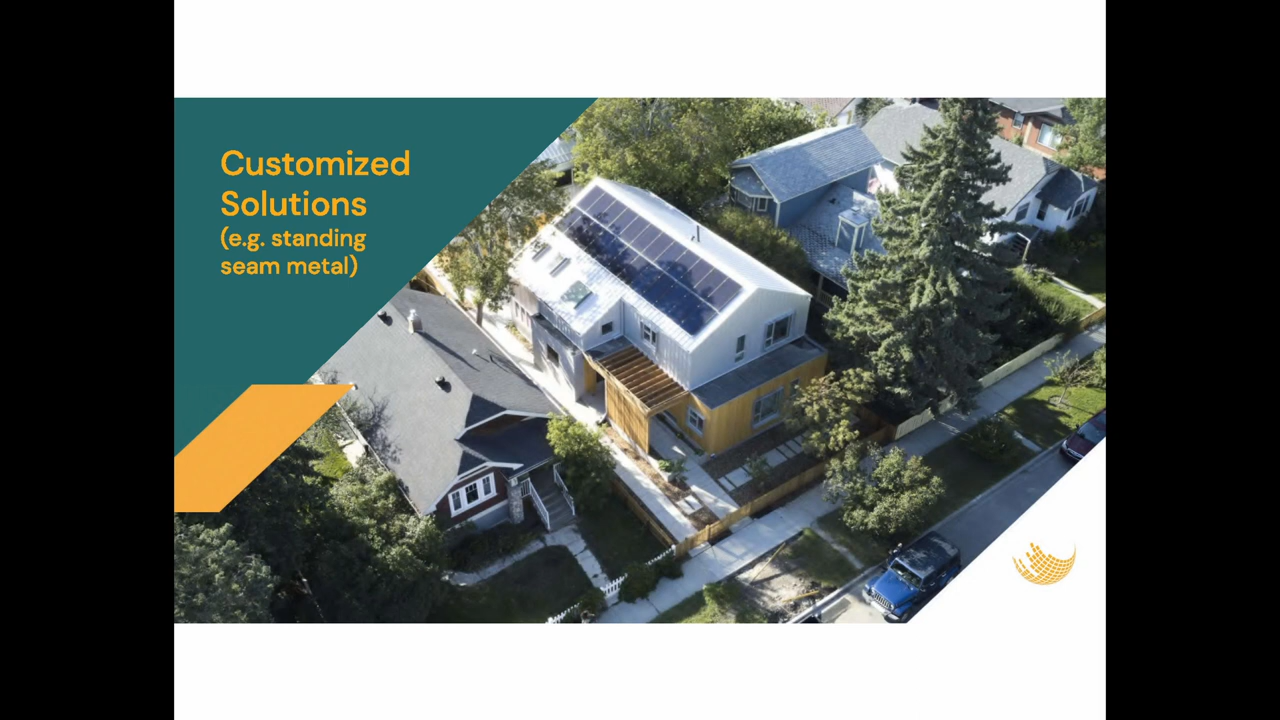 Customized
Solutions
(e.g. standing
seam metal)